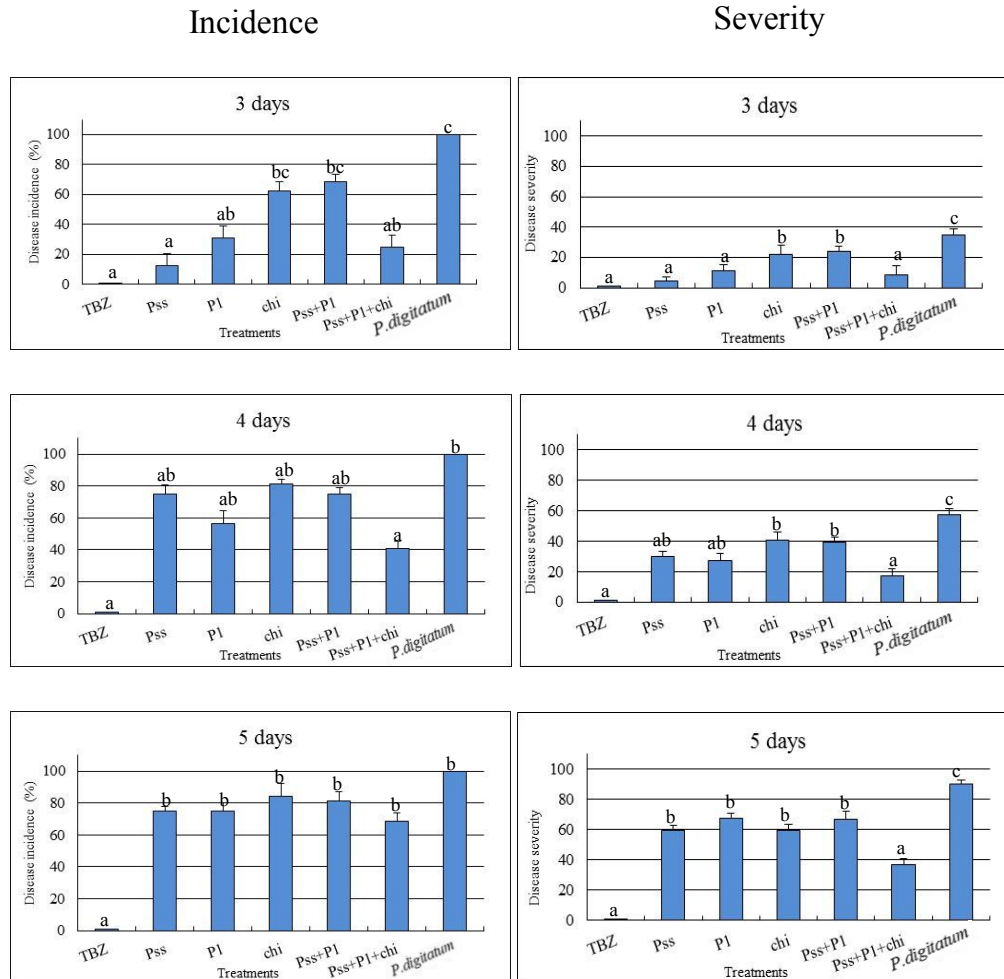 Incidence
Severity
3 days
Disease incidence (%)
100
80
60
40
20
0
a
a
ab
bc
bc
ab
c
TBZ
Pss
P1
chi
Pss+P1
Pss+P1+chi
P.digitatum
Treatments
3 days
Disease severity
100
80
60
40
20
0
a
a
a
b
b
a
c
TBZ
Pss
P1
chi
Pss+P1
Pss+P1+chi
P.digitatum
Treatments
4 days
Disease incidence (%)
100
80
60
40
20
0
a
ab
ab
ab
ab
a
b
TBZ
Pss
P1
chi
Pss+P1
Pss+P1+chi
P.digitatum
Treatments
4 days
Disease severity
100
80
60
40
20
0
a
ab
ab
b
b
a
c
TBZ
Pss
P1
chi
Pss+P1
Pss+P1+chi
P.digitatum
Treatments
5 days
Disease incidence (%)
100
80
60
40
20
0
a
b
b
b
b
b
b
TBZ
Pss
P1
chi
Pss+P1
Pss+P1+chi
P.digitatum
Treatments
5 days
Disease severity
100
80
60
40
20
0
a
b
b
b
b
a
c
TBZ
Pss
P1
chi
Pss+P1
Pss+P1+chi
P.digitatum
Treatments